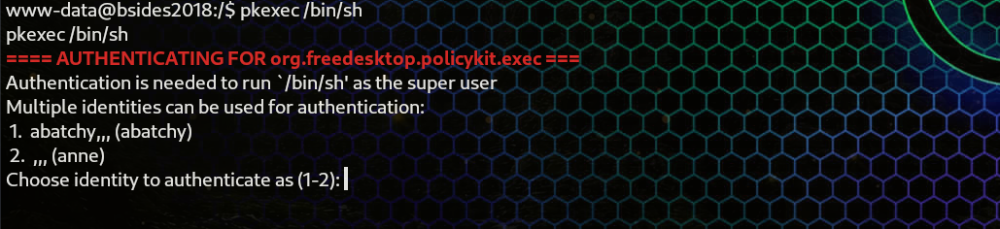 www-data@bsides2018:/$ pkexec /bin/sh
pkexec /bin/sh
==== AUTHENTICATING FOR org.freedesktop.policykit.exec ===
Authentication is needed to run `/bin/sh' as the super user
Multiple identities can be used for authentication:
 1.  abatchy,,, (abatchy)
 2.  ,,, (anne)
Choose identity to authenticate as (1-2):